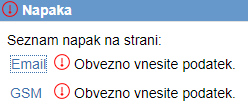 Napaka
Seznam napak na strani:
Email Obvezno vnesite podatek.
GSM Obvezno vnesite podatek.